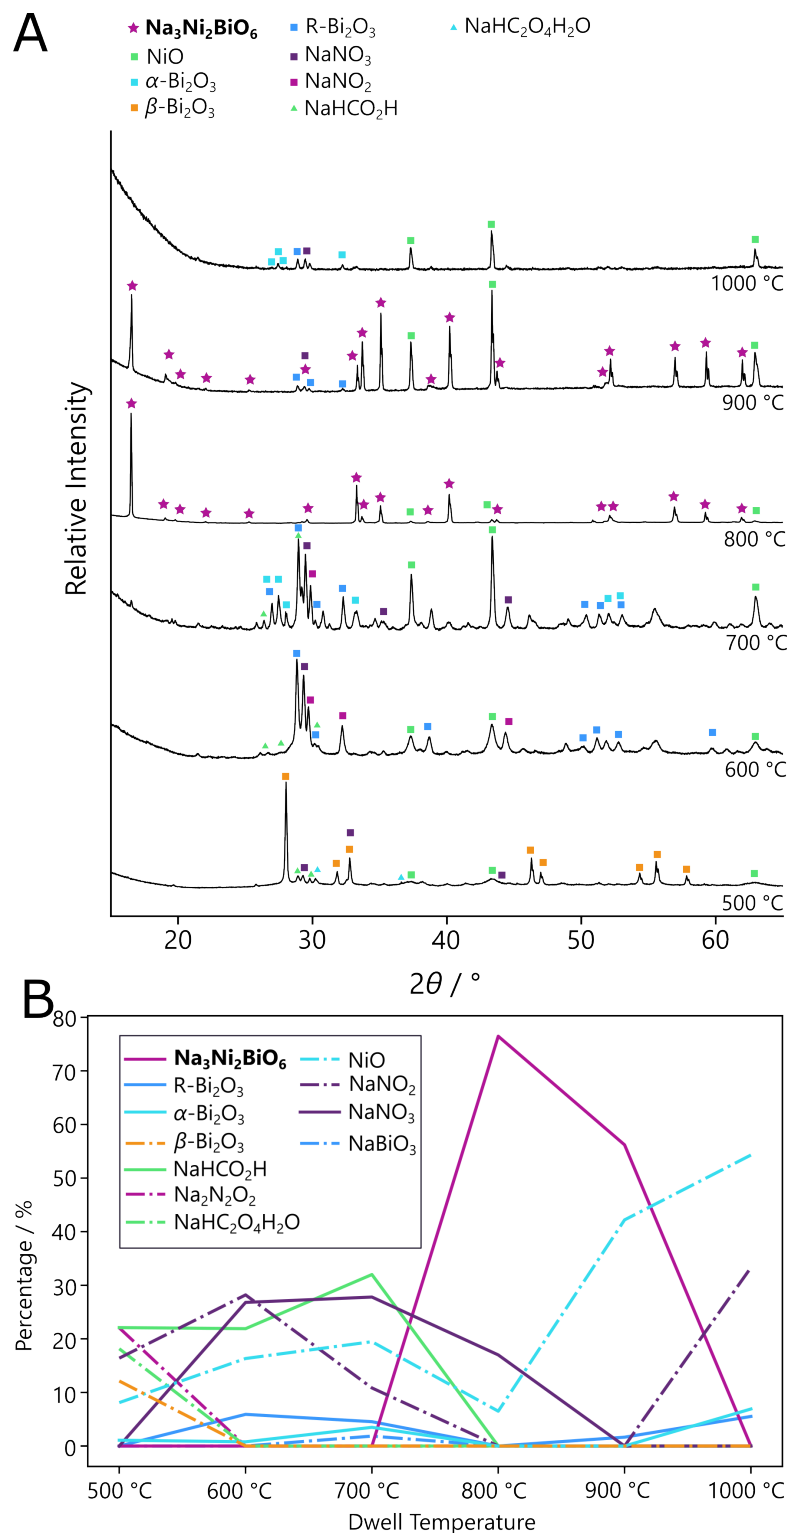 A
Na₃Ni₂BiO₆ R-Bi₂O₃ NaHC₂O₄H₂O
NiO NaNO₃
α-Bi₂O₃ NaNO₂
β-Bi₂O₃ NaHCO₂H
Relative Intensity
1000 °C
900 °C
800 °C
700 °C
600 °C
500 °C
20 30 40 50 60
2θ / °
B
80
70
60
50
40
30
20
10
0
Percentage / %
Na₃Ni₂BiO₆ NiO
R-Bi₂O₃ NaNO₂
α-Bi₂O₃ NaNO₃
β-Bi₂O₃ NaBiO₃
NaHCO₂H
Na₂N₂O₂
NaHC₂O₄H₂O
500 °C 600 °C 700 °C 800 °C 900 °C 1000 °C
Dwell Temperature